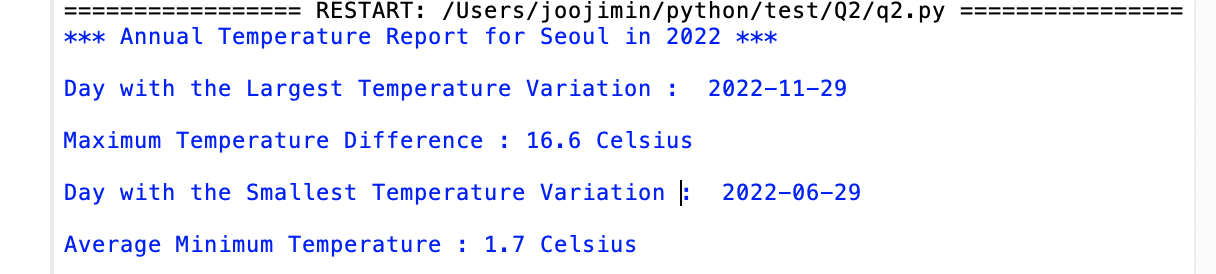 ================= RESTART: /Users/joojimin/python/test/Q2/q2.py ================
*** Annual Temperature Report for Seoul in 2022 ***
Day with the Largest Temperature Variation :  2022-11-29
Maximum Temperature Difference : 16.6 Celsius
Day with the Smallest Temperature Variation :  2022-06-29
Average Minimum Temperature : 1.7 Celsius